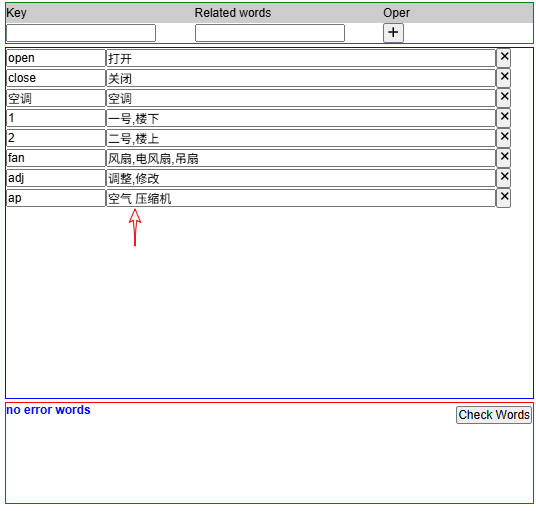 Key Related words Oper
+
open 打开 ×
close 关闭 ×
空调 空调 ×
1 一号,楼下 ×
2 二号,楼上 ×
fan 风扇,电风扇,吊扇 ×
adj 调整,修改 ×
ap 空气 压缩机 ×
no error words Check Words